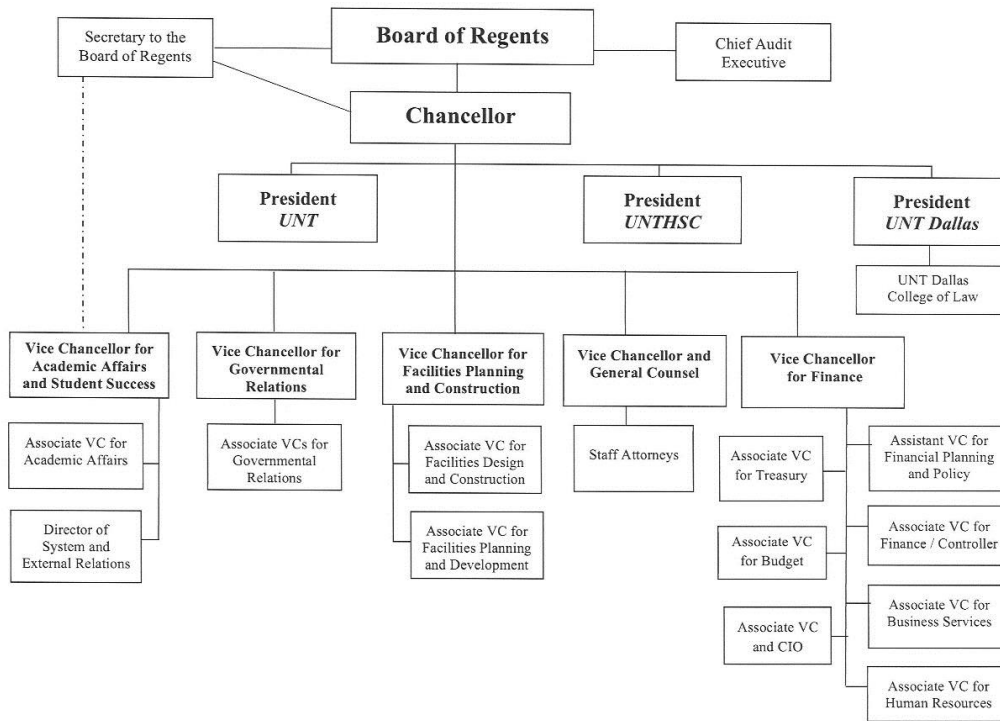 Secretary to the
Board of Regents
Board of Regents
Chief Audit
Executive
Chancellor
President
UNT
President
UNTHSC
President
UNT Dallas
UNT Dallas
College of Law
Vice Chancellor for
Academic Affairs
and Student Success
Vice Chancellor for
Governmental
Relations
Vice Chancellor for
Facilities Planning
and Construction
Vice Chancellor and
General Counsel
Vice Chancellor
for Finance
Associate VC for
Academic Affairs
Director of
System and
External Relations
Associate VCs for
Governmental
Relations
Associate VC for
Facilities Design
and Construction
Associate VC for
Facilities Planning
and Development
Staff Attorneys
Associate VC
for Treasury
Associate VC
for Budget
Associate VC
and CIO
Assistant VC for
Financial Planning
and Policy
Associate VC for
Finance / Controller
Associate VC for
Business Services
Associate VC for
Human Resources